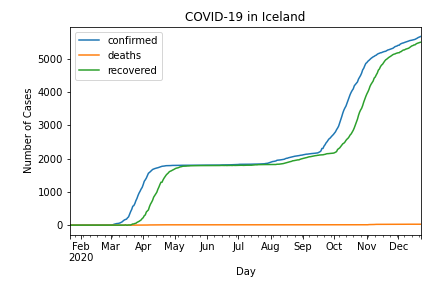 COVID-19 in Iceland
confirmed
deaths
recovered
Number of Cases
5000
4000
3000
2000
1000
0
Feb Mar Apr May Jun Jul Aug Sep Oct Nov Dec
2020
Day